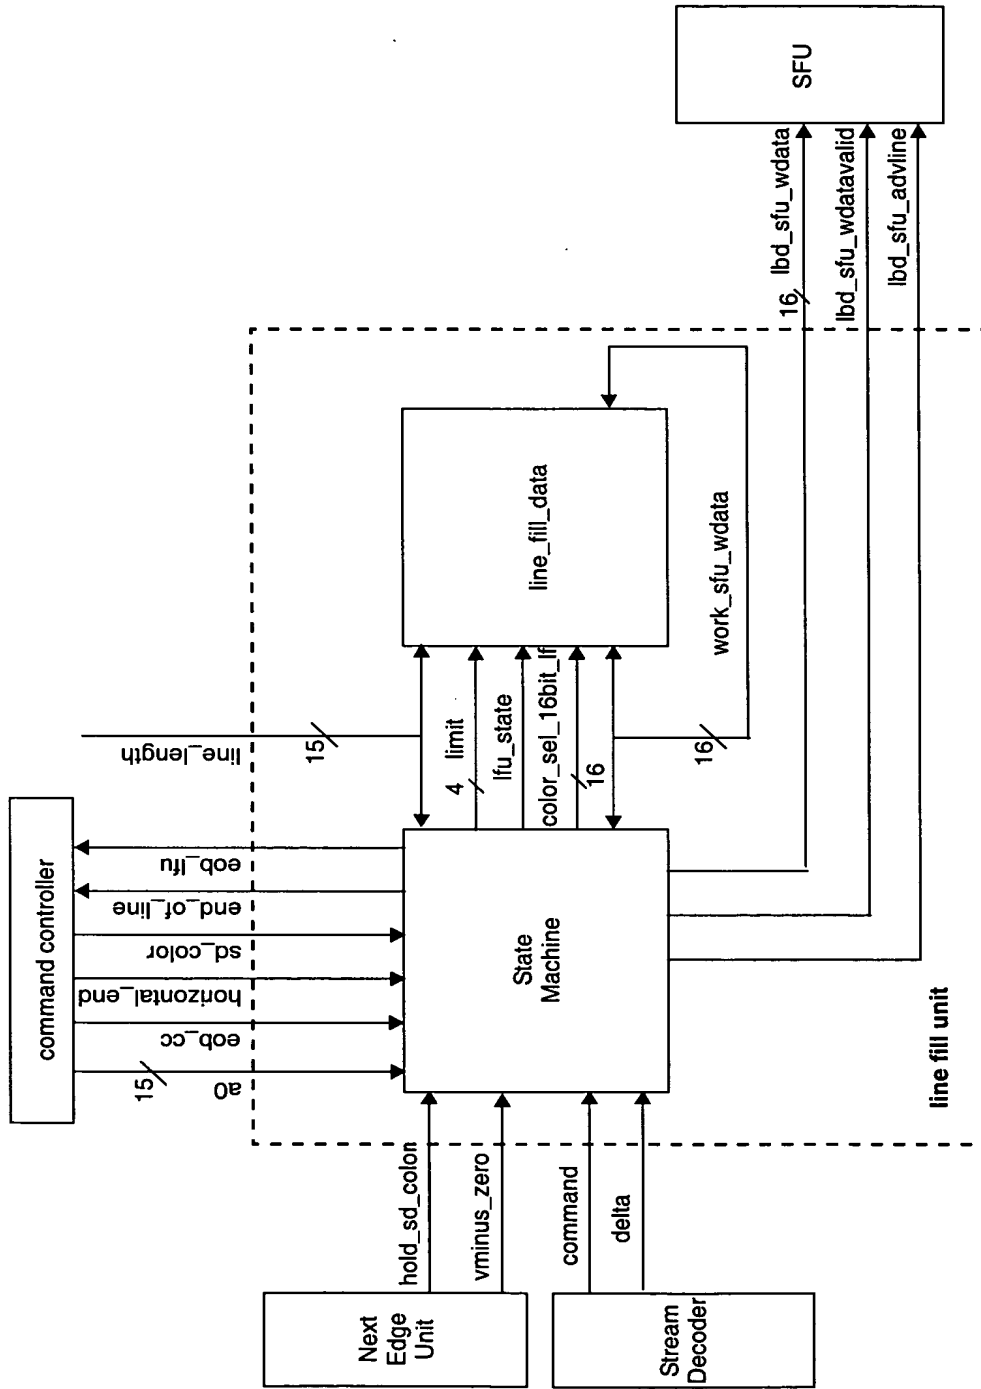 command controller
a0
15
eob_cc
horizontal_end
sd_color
end_of_line
eob_lfu
line_length
15
Next
Edge
Unit
hold_sd_colon
vminus_zero
Stream
Decoder
command
delta
State
Machine
4
limit
lfu_state
color_sel_16bit_lf
16
line_fill_data
16
work_sfu_wdata
line fill unit
16
lbd_sfu_wdata
lbd_sfu_wdatavalid
lbd_sfu_advline
SFU